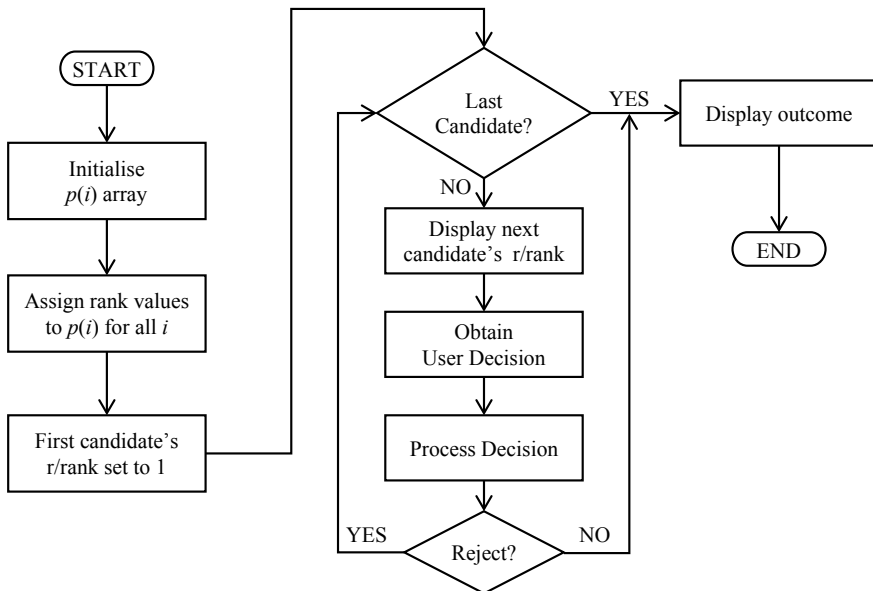 START
Initialise
p(i) array
Assign rank values
to p(i) for all i
First candidate’s
r/rank set to 1
Last
Candidate?
YES
NO
Display next
candidate’s r/rank
Obtain
User Decision
Process Decision
Reject?
YES
NO
Display outcome
END